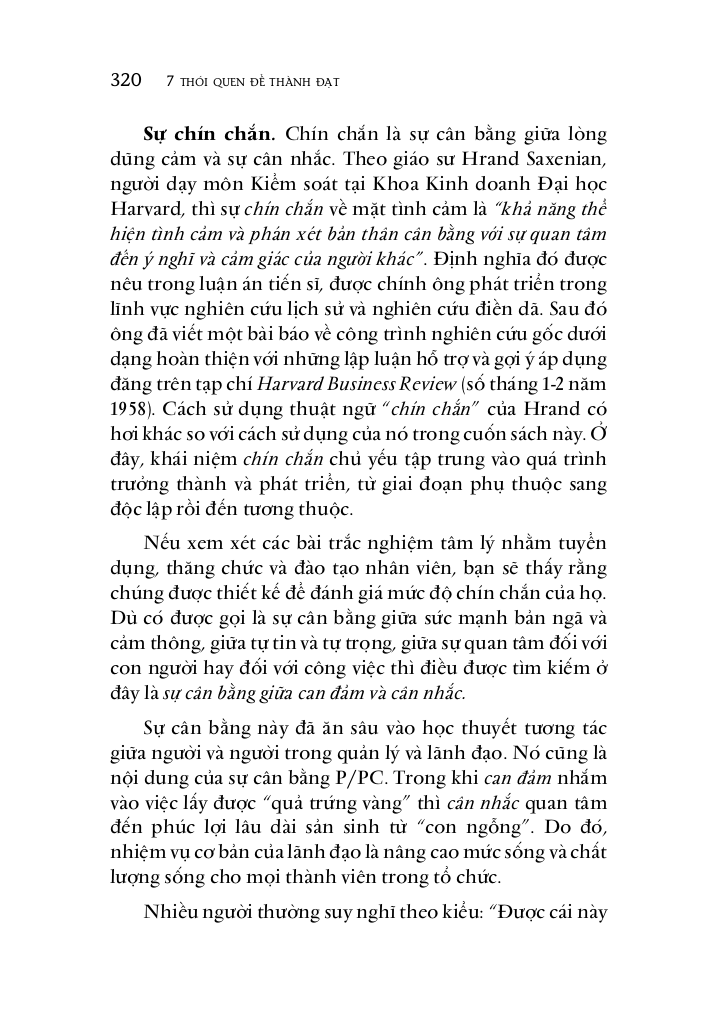 320 7 THÓI QUEN ĐỂ THÀNH ĐẠT
Sự chín chắn. Chín chắn là sự cân bằng giữa lòng
dũng cảm và sự cân nhắc. Theo giáo sư Hrand Saxenian,
người dạy môn Kiểm soát tại Khoa Kinh doanh Đại học
Harvard, thì sự chín chắn về mặt tình cảm là “khả năng thể
hiện tình cảm và phán xét bản thân cân bằng với sự quan tâm
đến ý nghĩ và cảm giác của người khác”. Định nghĩa đó được
nêu trong luận án tiến sĩ, được chính ông phát triển trong
lĩnh vực nghiên cứu lịch sử và nghiên cứu điền dã. Sau đó
ông đã viết một bài báo về công trình nghiên cứu gốc dưới
dạng hoàn thiện với những lập luận hỗ trợ và gợi ý áp dụng
đăng trên tạp chí Harvard Business Review (số tháng 1-2 năm
1958). Cách sử dụng thuật ngữ “chín chắn” của Hrand có
hơi khác so với cách sử dụng của nó trong cuốn sách này. Ở
đây, khái niệm chín chắn chủ yếu tập trung vào quá trình
trưởng thành và phát triển, từ giai đoạn phụ thuộc sang
độc lập rồi đến tương thuộc.
Nếu xem xét các bài trắc nghiệm tâm lý nhằm tuyển
dụng, thăng chức và đào tạo nhân viên, bạn sẽ thấy rằng
chúng được thiết kế để đánh giá mức độ chín chắn của họ.
Dù có được gọi là sự cân bằng giữa sức mạnh bản ngã và
cảm thông, giữa tự tin và tự trọng, giữa sự quan tâm đối với
con người hay đối với công việc thì điều được tìm kiếm ở
đây là sự cân bằng giữa can đảm và cân nhắc.
Sự cân bằng này đã ăn sâu vào học thuyết tương tác
giữa người và người trong quản lý và lãnh đạo. Nó cũng là
nội dung của sự cân bằng P/PC. Trong khi can đảm nhắm
vào việc lấy được “quả trứng vàng” thì cân nhắc quan tâm
đến phúc lợi lâu dài sản sinh từ “con ngỗng”. Do đó,
nhiệm vụ cơ bản của lãnh đạo là nâng cao mức sống và chất
lượng sống cho mọi thành viên trong tổ chức.
Nhiều người thường suy nghĩ theo kiểu: “Được cái này